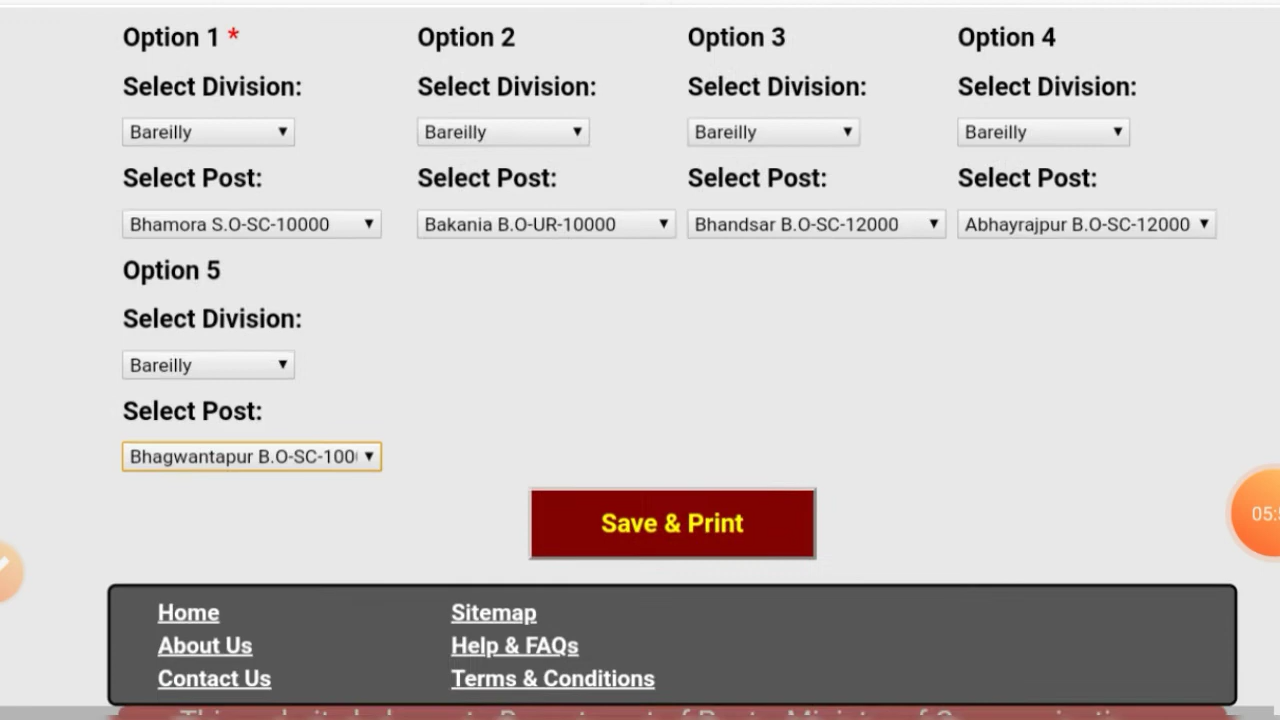 Option 1 * Option 2 Option 3 Option 4
Select Division: Select Division: Select Division: Select Division:
Bareilly Bareilly Bareilly Bareilly
Select Post: Select Post: Select Post: Select Post:
Bhamora S.O-SC-10000 Bakania B.O-UR-10000 Bhandsar B.O-SC-12000 Abhayrajpur B.O-SC-12000
Option 5
Select Division:
Bareilly
Select Post:
Bhagwantapur B.O-SC-100
Save & Print
05:
Home Sitemap
About Us Help & FAQs
Contact Us Terms & Conditions